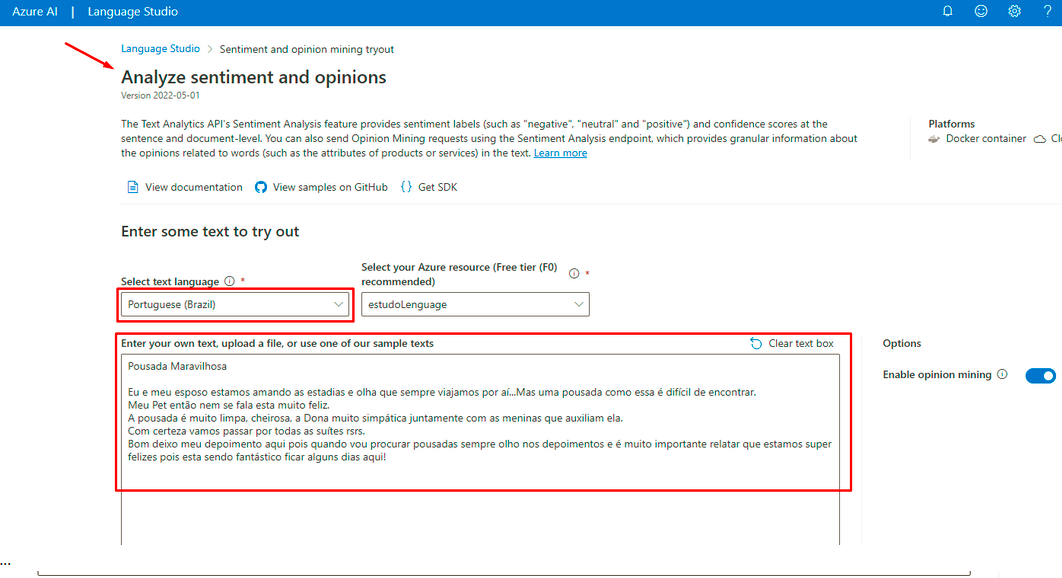 Azure AI | Language Studio
Language Studio > Sentiment and opinion mining tryout
Analyze sentiment and opinions
Version 2022-05-01
The Text Analytics API's Sentiment Analysis feature provides sentiment labels (such as "negative", "neutral" and "positive") and confidence scores at the
sentence and document-level. You can also send Opinion Mining requests using the Sentiment Analysis endpoint, which provides granular information about
the opinions related to words (such as the attributes of products or services) in the text. Learn more
Platforms
Docker container
View documentation View samples on GitHub {} Get SDK
Enter some text to try out
Select text language *
Portuguese (Brazil)
Select your Azure resource (Free tier (F0)
recommended) *
estudoLenguage
Enter your own text, upload a file, or use one of our sample texts
Clear text box
Pousada Maravilhosa
Eu e meu esposo estamos amando as estadias e olha que sempre viajamos por aí...Mas uma pousada como essa é difícil de encontrar.
Meu Pet então nem se fala esta muito feliz.
A pousada é muito limpa, cheirosa, a Dona muito simpática juntamente com as meninas que auxiliam ela.
Com certeza vamos passar por todas as suítes rsrs.
Bom deixo meu depoimento aqui pois quando vou procurar pousadas sempre olho nos depoimentos e é muito importante relatar que estamos super
felizes pois esta sendo fantástico ficar alguns dias aqui!
Options
Enable opinion mining
...